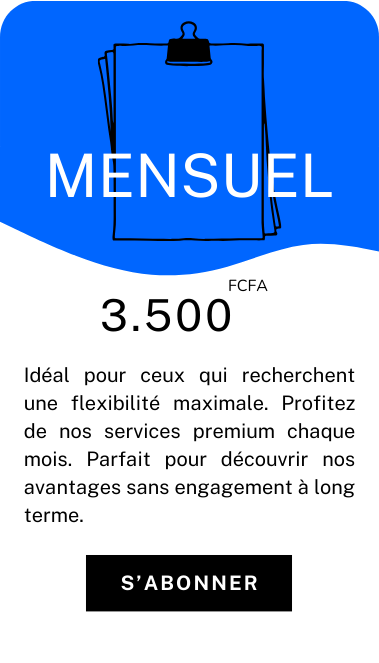 MENSUEL
FCFA
3.500
Idéal pour ceux qui recherchent
une flexibilité maximale. Profitez
de nos services premium chaque
mois. Parfait pour découvrir nos
avantages sans engagement à long
terme.
S’ABONNER